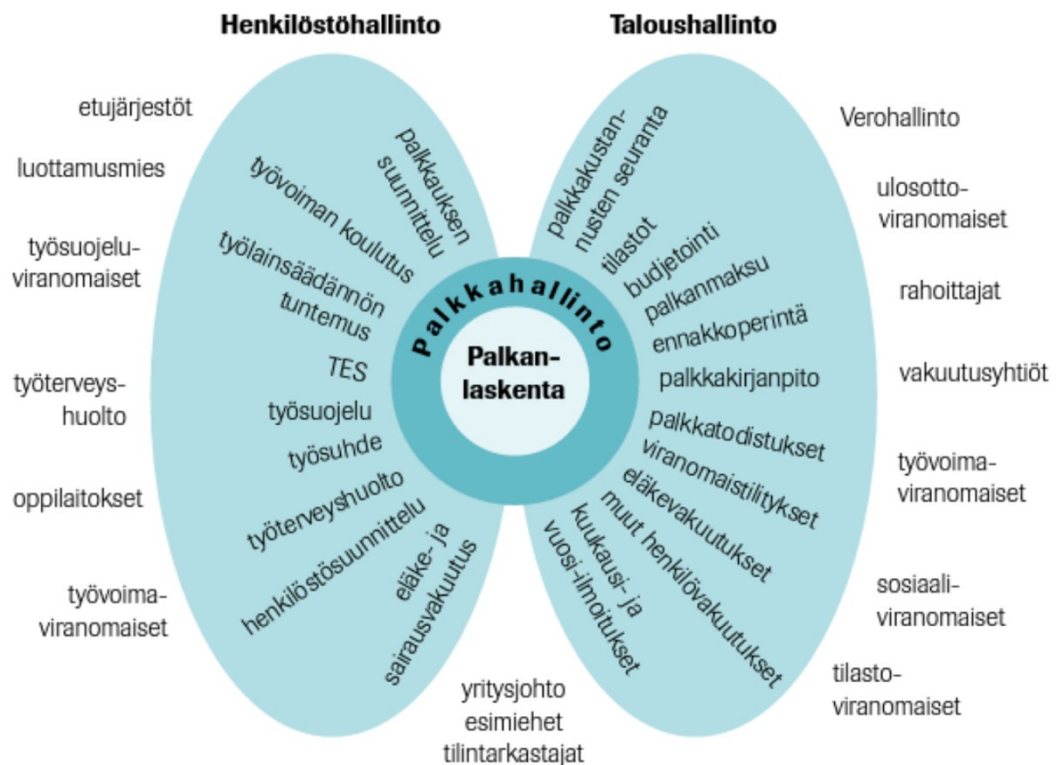 Henkilöstöhallinto
Taloushallinto
etujärjestöt
luottamusmies
työsuojelu-
viranomaiset
työterveys-
huolto
oppilaitokset
työvoima-
viranomaiset
palkauksen
suunnittelu
työvoiman koulutus
työlainsäädännön
tuntemus
TES
työsuojelu
työsuhde
työterveyshuolto
henkilöstösuunnittelu
eläke- ja
sairausvakuutus
Palkkahallinto
Palkan-
laskenta
palkkakustan-
nusten seuranta
tilastot
budjetointi
palkanmaksu
ennakkoperintä
palkkakirjanpito
palkkatodistukset
viranomaistilitykset
eläkevakuutukset
muut henkilövakuutukset
kuukausi- ja
vuosi-ilmoitukset
Verohallinto
ulosotto-
viranomaiset
rahoittajat
vakuutusyhtiöt
työvoima-
viranomaiset
sosiaali-
viranomaiset
tilasto-
viranomaiset
yritysjohto
esimiehet
tilintarkastajat